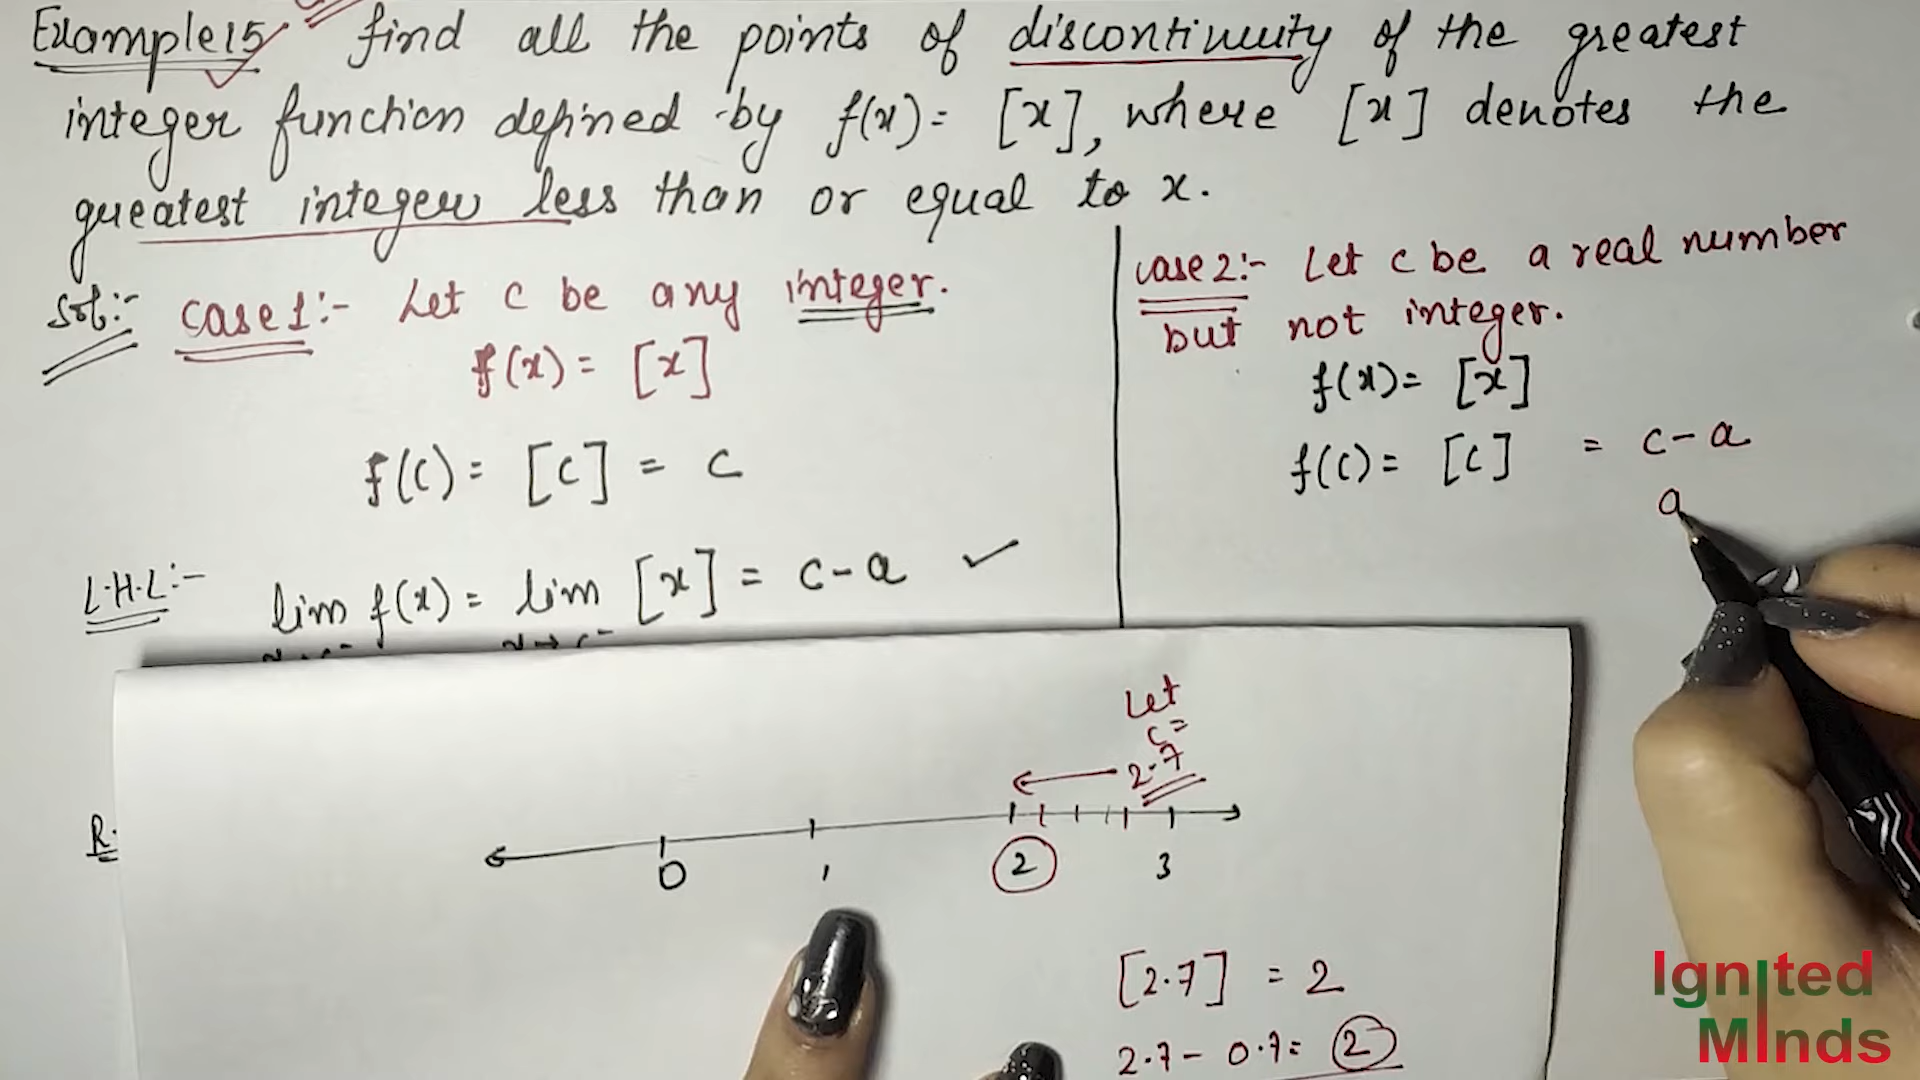 Example 15 find all the points of discontinuity of the greatest
integer function defined by f(x) = [x], where [x] denotes the
greatest integer less than or equal to x.
Sol:- Case 1:- Let c be any integer.
f(x) = [x]
f(c) = [c] = c
L.H.L:- lim f(x) = lim [x] = c - a ✓
R.
Case 2:- Let c be a real number
but not integer.
f(x) = [x]
f(c) = [c] = c - a
a
Let
c =
2.7
0 1 2 3
[2.7] = 2
2.7 - 0.7 = 2
Ignited
Minds